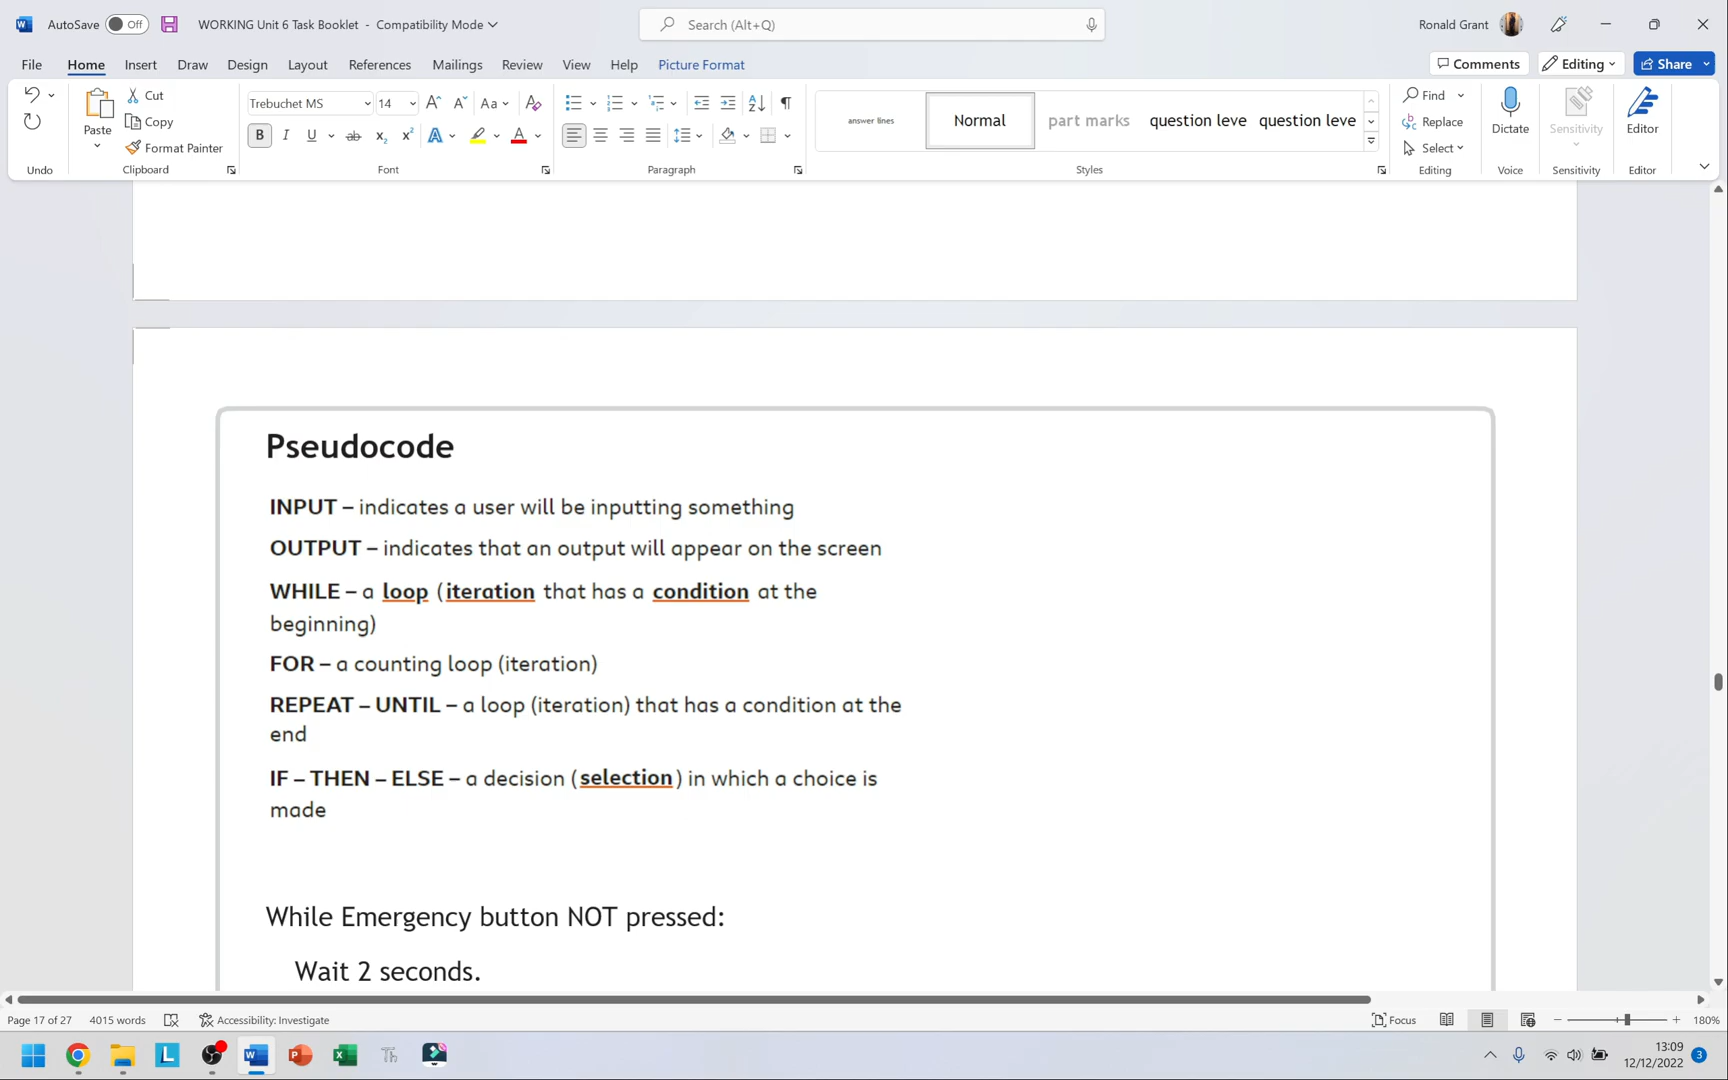 AutoSave Off WORKING Unit 6 Task Booklet - Compatibility Mode Search (Alt+Q) Ronald Grant
File Home Insert Draw Design Layout References Mailings Review View Help Picture Format Comments Editing Share
Cut Trebuchet MS 14 Aa Find
Paste Copy answer lines Normal part marks question leve question leve Replace Dictate Sensitivity Editor
Format Painter B I U ab x₂ x² A A Select
Undo Clipboard Font Paragraph Styles Editing Voice Sensitivity Editor
Pseudocode
INPUT – indicates a user will be inputting something
OUTPUT – indicates that an output will appear on the screen
WHILE – a loop (iteration that has a condition at the
beginning)
FOR – a counting loop (iteration)
REPEAT – UNTIL – a loop (iteration) that has a condition at the
end
IF – THEN – ELSE – a decision (selection) in which a choice is
made
While Emergency button NOT pressed:
Wait 2 seconds.
Page 17 of 27 4015 words Accessibility: Investigate Focus 180%
13:09
12/12/2022 3